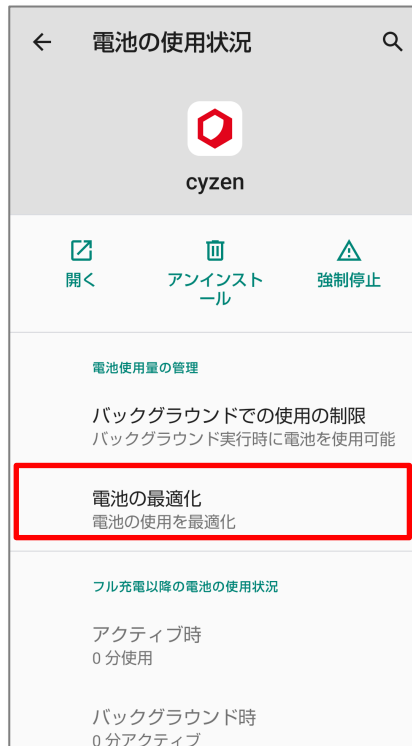 電池の使用状況
cyzen
開く
アンインスト
ール
強制停止
電池使用量の管理
バックグラウンドでの使用の制限
バックグラウンド実行時に電池を使用可能
電池の最適化
電池の使用を最適化
フル充電以降の電池の使用状況
アクティブ時
0 分使用
バックグラウンド時
0 分アクティブ